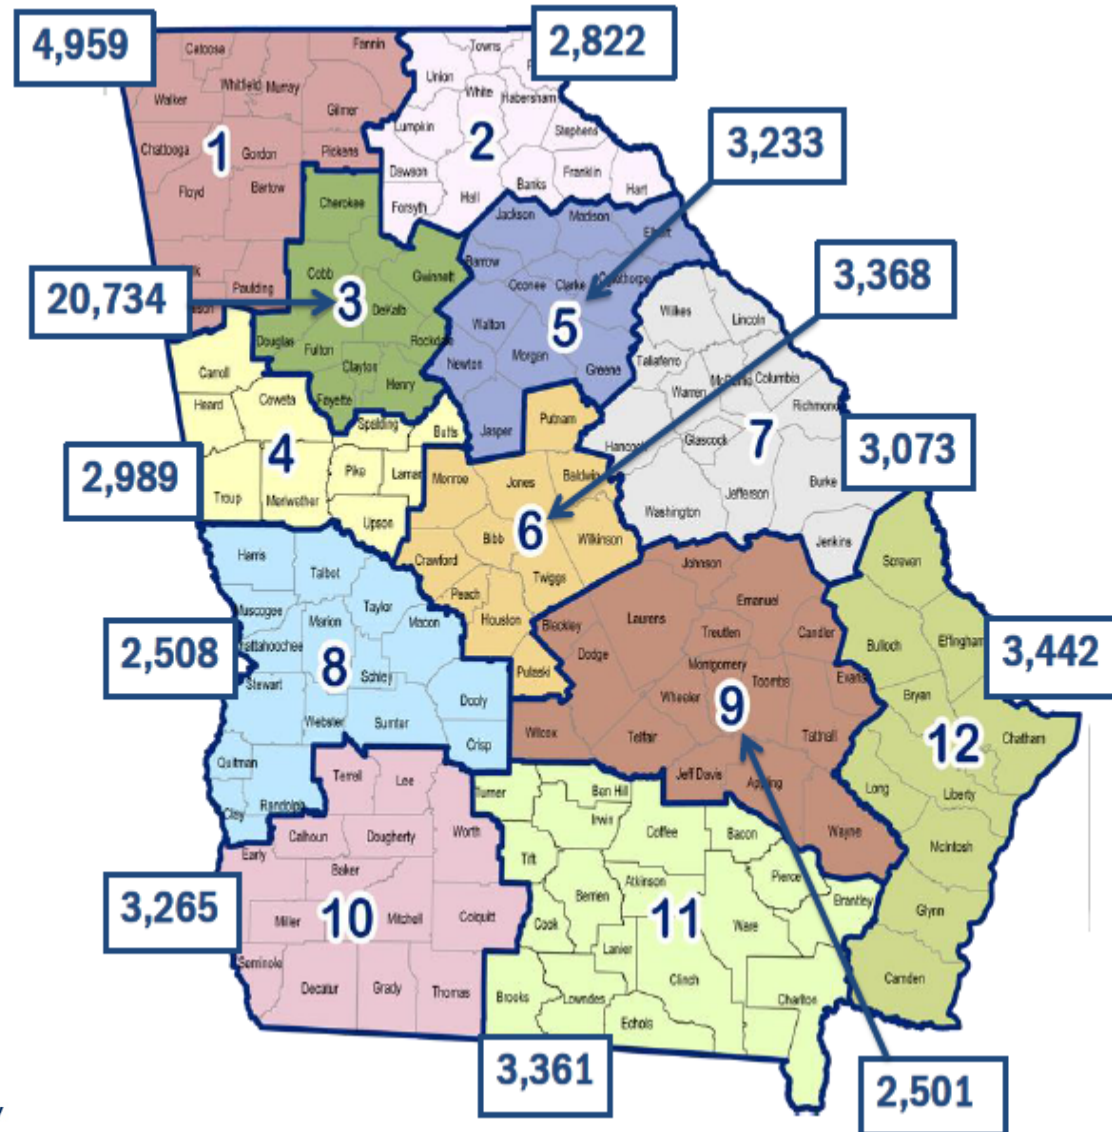 4,959
2,822
3,233
3,368
20,734
2,989
3,073
2,508
3,442
3,265
3,361
2,501
1
Catoosa
Fannin
Whitfield
Murray
Walker
Gilmer
Chattooga
Gordon
Pickens
Floyd
Bartow
Paulding
2
Towns
Union
White
Habersham
Lumpkin
Stephens
Dawson
Banks
Franklin
Hart
Hall
Forsyth
3
Cherokee
Cobb
Gwinnett
DeKalb
Douglas
Fulton
Clayton
Henry
Fayette
4
Carroll
Heard
Coweta
Spalding
Butts
Troup
Meriwether
Pike
Lamar
Upson
5
Jackson
Madison
Barrow
Oconee
Clarke
Walton
Newton
Morgan
Greene
Jasper
6
Putnam
Monroe
Jones
Baldwin
Bibb
Wilkinson
Crawford
Twiggs
Peach
Houston
Pulaski
7
Wilkes
Lincoln
Taliaferro
Columbia
Warren
Richmond
Glascock
Burke
Jefferson
Washington
Jenkins
8
Harris
Talbot
Taylor
Marion
Macon
Schley
Stewart
Dooly
Webster
Sumter
Crisp
Quitman
Clay
Randolph
9
Johnson
Emanuel
Laurens
Treutlen
Candler
Bleckley
Dodge
Montgomery
Toombs
Evans
Wheeler
Wilcox
Telfair
Tattnall
Jeff Davis
Appling
Wayne
10
Terrell
Lee
Calhoun
Dougherty
Worth
Early
Baker
Miller
Mitchell
Colquitt
Seminole
Decatur
Grady
Thomas
11
Turner
Ben Hill
Irwin
Coffee
Bacon
Tift
Atkinson
Pierce
Berrien
Brantley
Cook
Ware
Lanier
Clinch
Brooks
Lowndes
Charlton
Echols
12
Screven
Bulloch
Effingham
Bryan
Chatham
Long
Liberty
McIntosh
Glynn
Camden